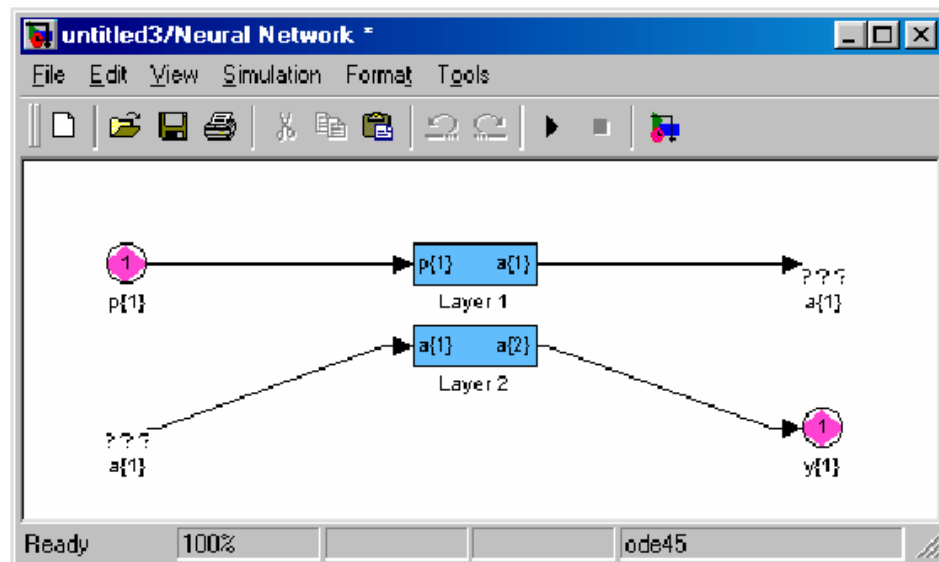 untitled3/Neural Network *
File Edit View Simulation Format Tools
1
p{1}
p{1} a{1}
Layer 1
? ? ?
a{1}
a{1} a{2}
Layer 2
? ? ?
a{1}
1
y{1}
Ready 100% ode45